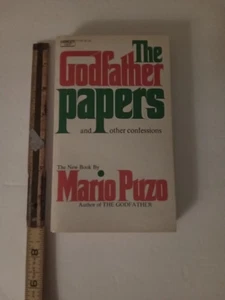 The
Godfather
papers
and other confessions
The New Book By
Mario Puzo
Author of THE GODFATHER